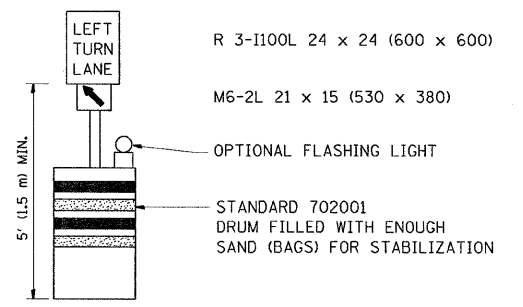 LEFT
TURN
LANE
R 3-I100L 24 x 24 (600 x 600)
M6-2L 21 x 15 (530 x 380)
OPTIONAL FLASHING LIGHT
5' (1.5 m) MIN.
STANDARD 702001
DRUM FILLED WITH ENOUGH
SAND (BAGS) FOR STABILIZATION